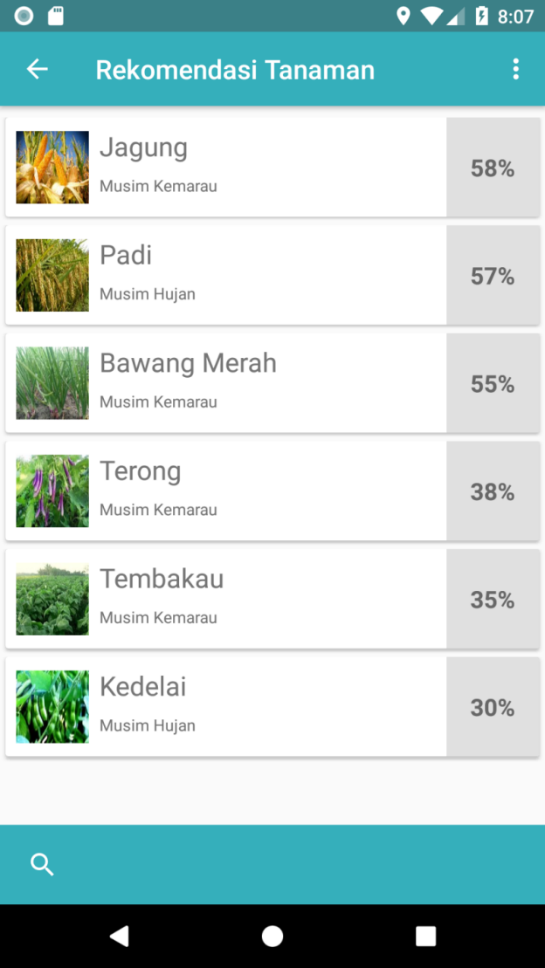 8:07
Rekomendasi Tanaman
Jagung
Musim Kemarau
58%
Padi
Musim Hujan
57%
Bawang Merah
Musim Kemarau
55%
Terong
Musim Kemarau
38%
Tembakau
Musim Kemarau
35%
Kedelai
Musim Hujan
30%